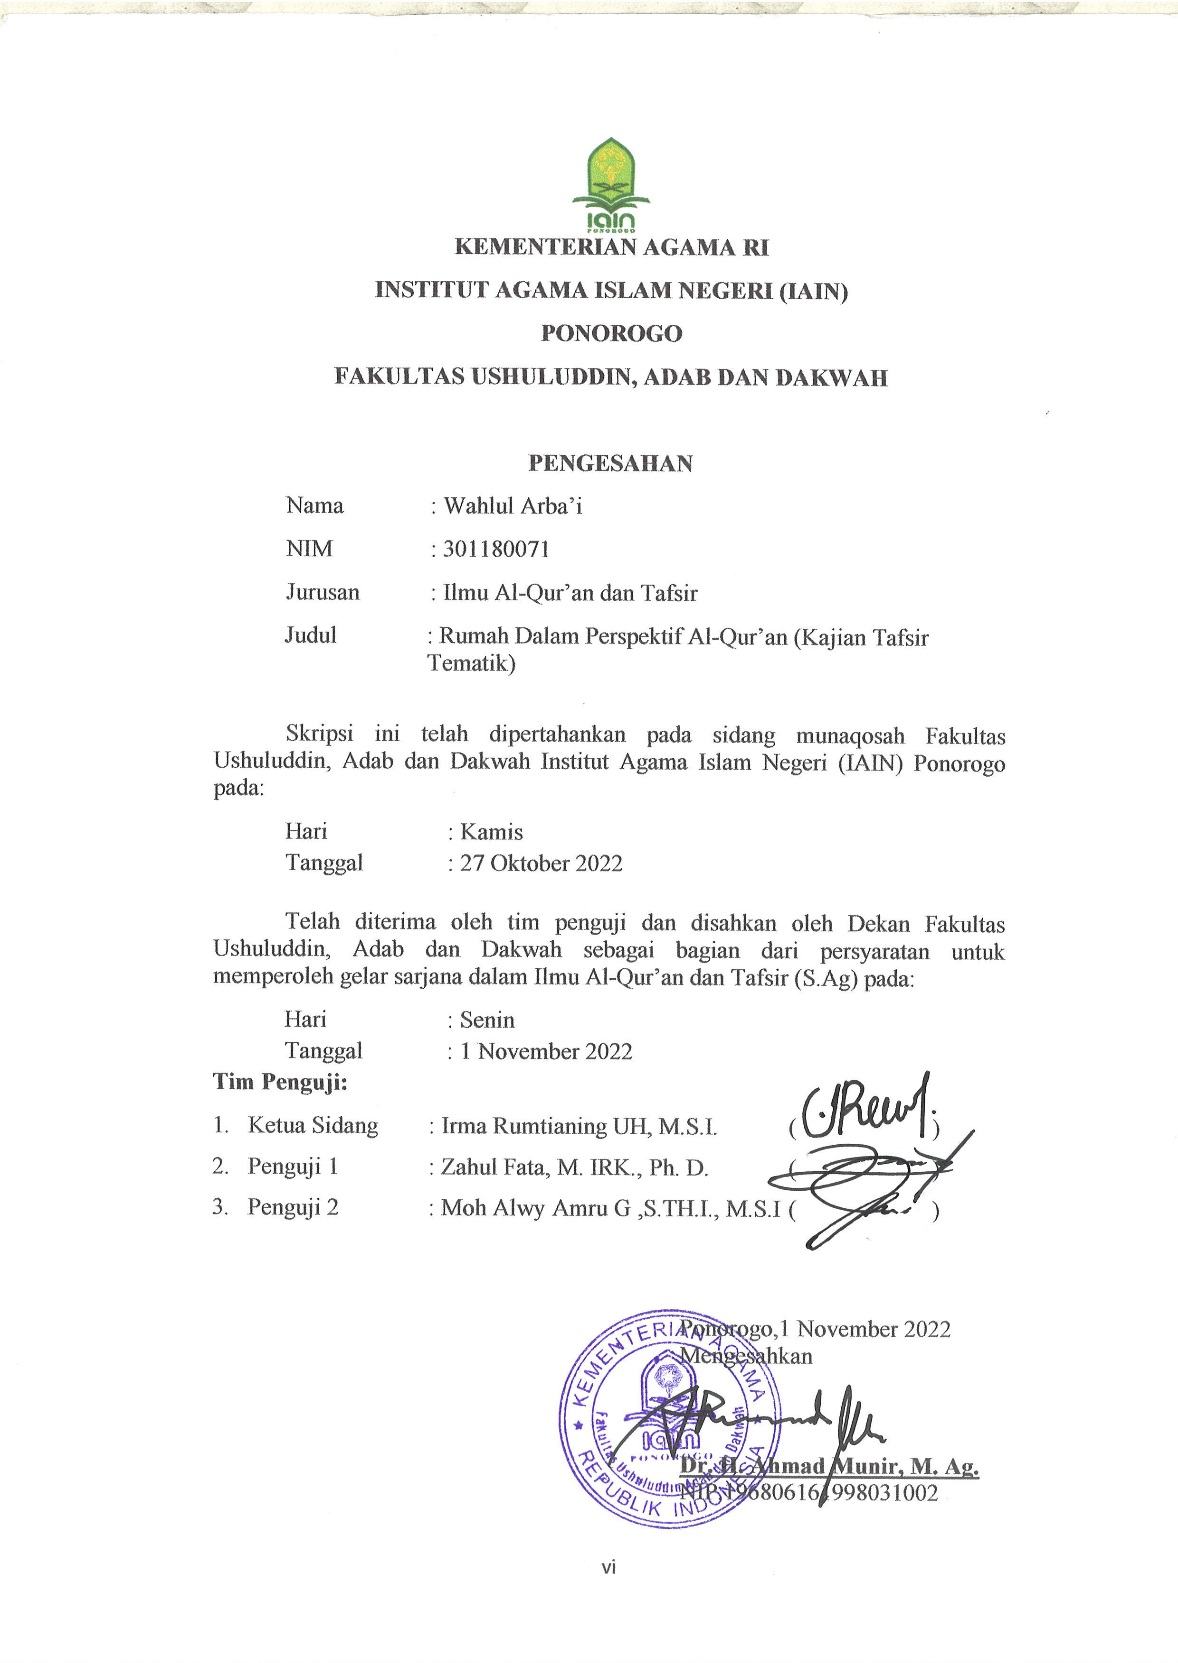 IAIN
PONOROGO
KEMENTERIAN AGAMA RI
INSTITUT AGAMA ISLAM NEGERI (IAIN)
PONOROGO
FAKULTAS USHULUDDIN, ADAB DAN DAKWAH
PENGESAHAN
Nama : Wahlul Arba’i
NIM : 301180071
Jurusan : Ilmu Al-Qur’an dan Tafsir
Judul : Rumah Dalam Perspektif Al-Qur’an (Kajian Tafsir
Tematik)
Skripsi ini telah dipertahankan pada sidang munaqosah Fakultas
Ushuluddin, Adab dan Dakwah Institut Agama Islam Negeri (IAIN) Ponorogo
pada:
Hari : Kamis
Tanggal : 27 Oktober 2022
Telah diterima oleh tim penguji dan disahkan oleh Dekan Fakultas
Ushuluddin, Adab dan Dakwah sebagai bagian dari persyaratan untuk
memperoleh gelar sarjana dalam Ilmu Al-Qur’an dan Tafsir (S.Ag) pada:
Hari : Senin
Tanggal : 1 November 2022
Tim Penguji:
1. Ketua Sidang : Irma Rumtianing UH, M.S.I. ( )
2. Penguji 1 : Zahul Fata, M. IRK., Ph. D. ( )
3. Penguji 2 : Moh Alwy Amru G ,S.TH.I., M.S.I ( )
Ponorogo,1 November 2022
Mengesahkan
KEMENTERIAN AGAMA
REPUBLIK INDONESIA
Fakultas Ushuluddin Adab dan Dakwah
IAIN
PONOROGO
Dr. H. Ahmad Munir, M. Ag.
NIP.196806161998031002
vi